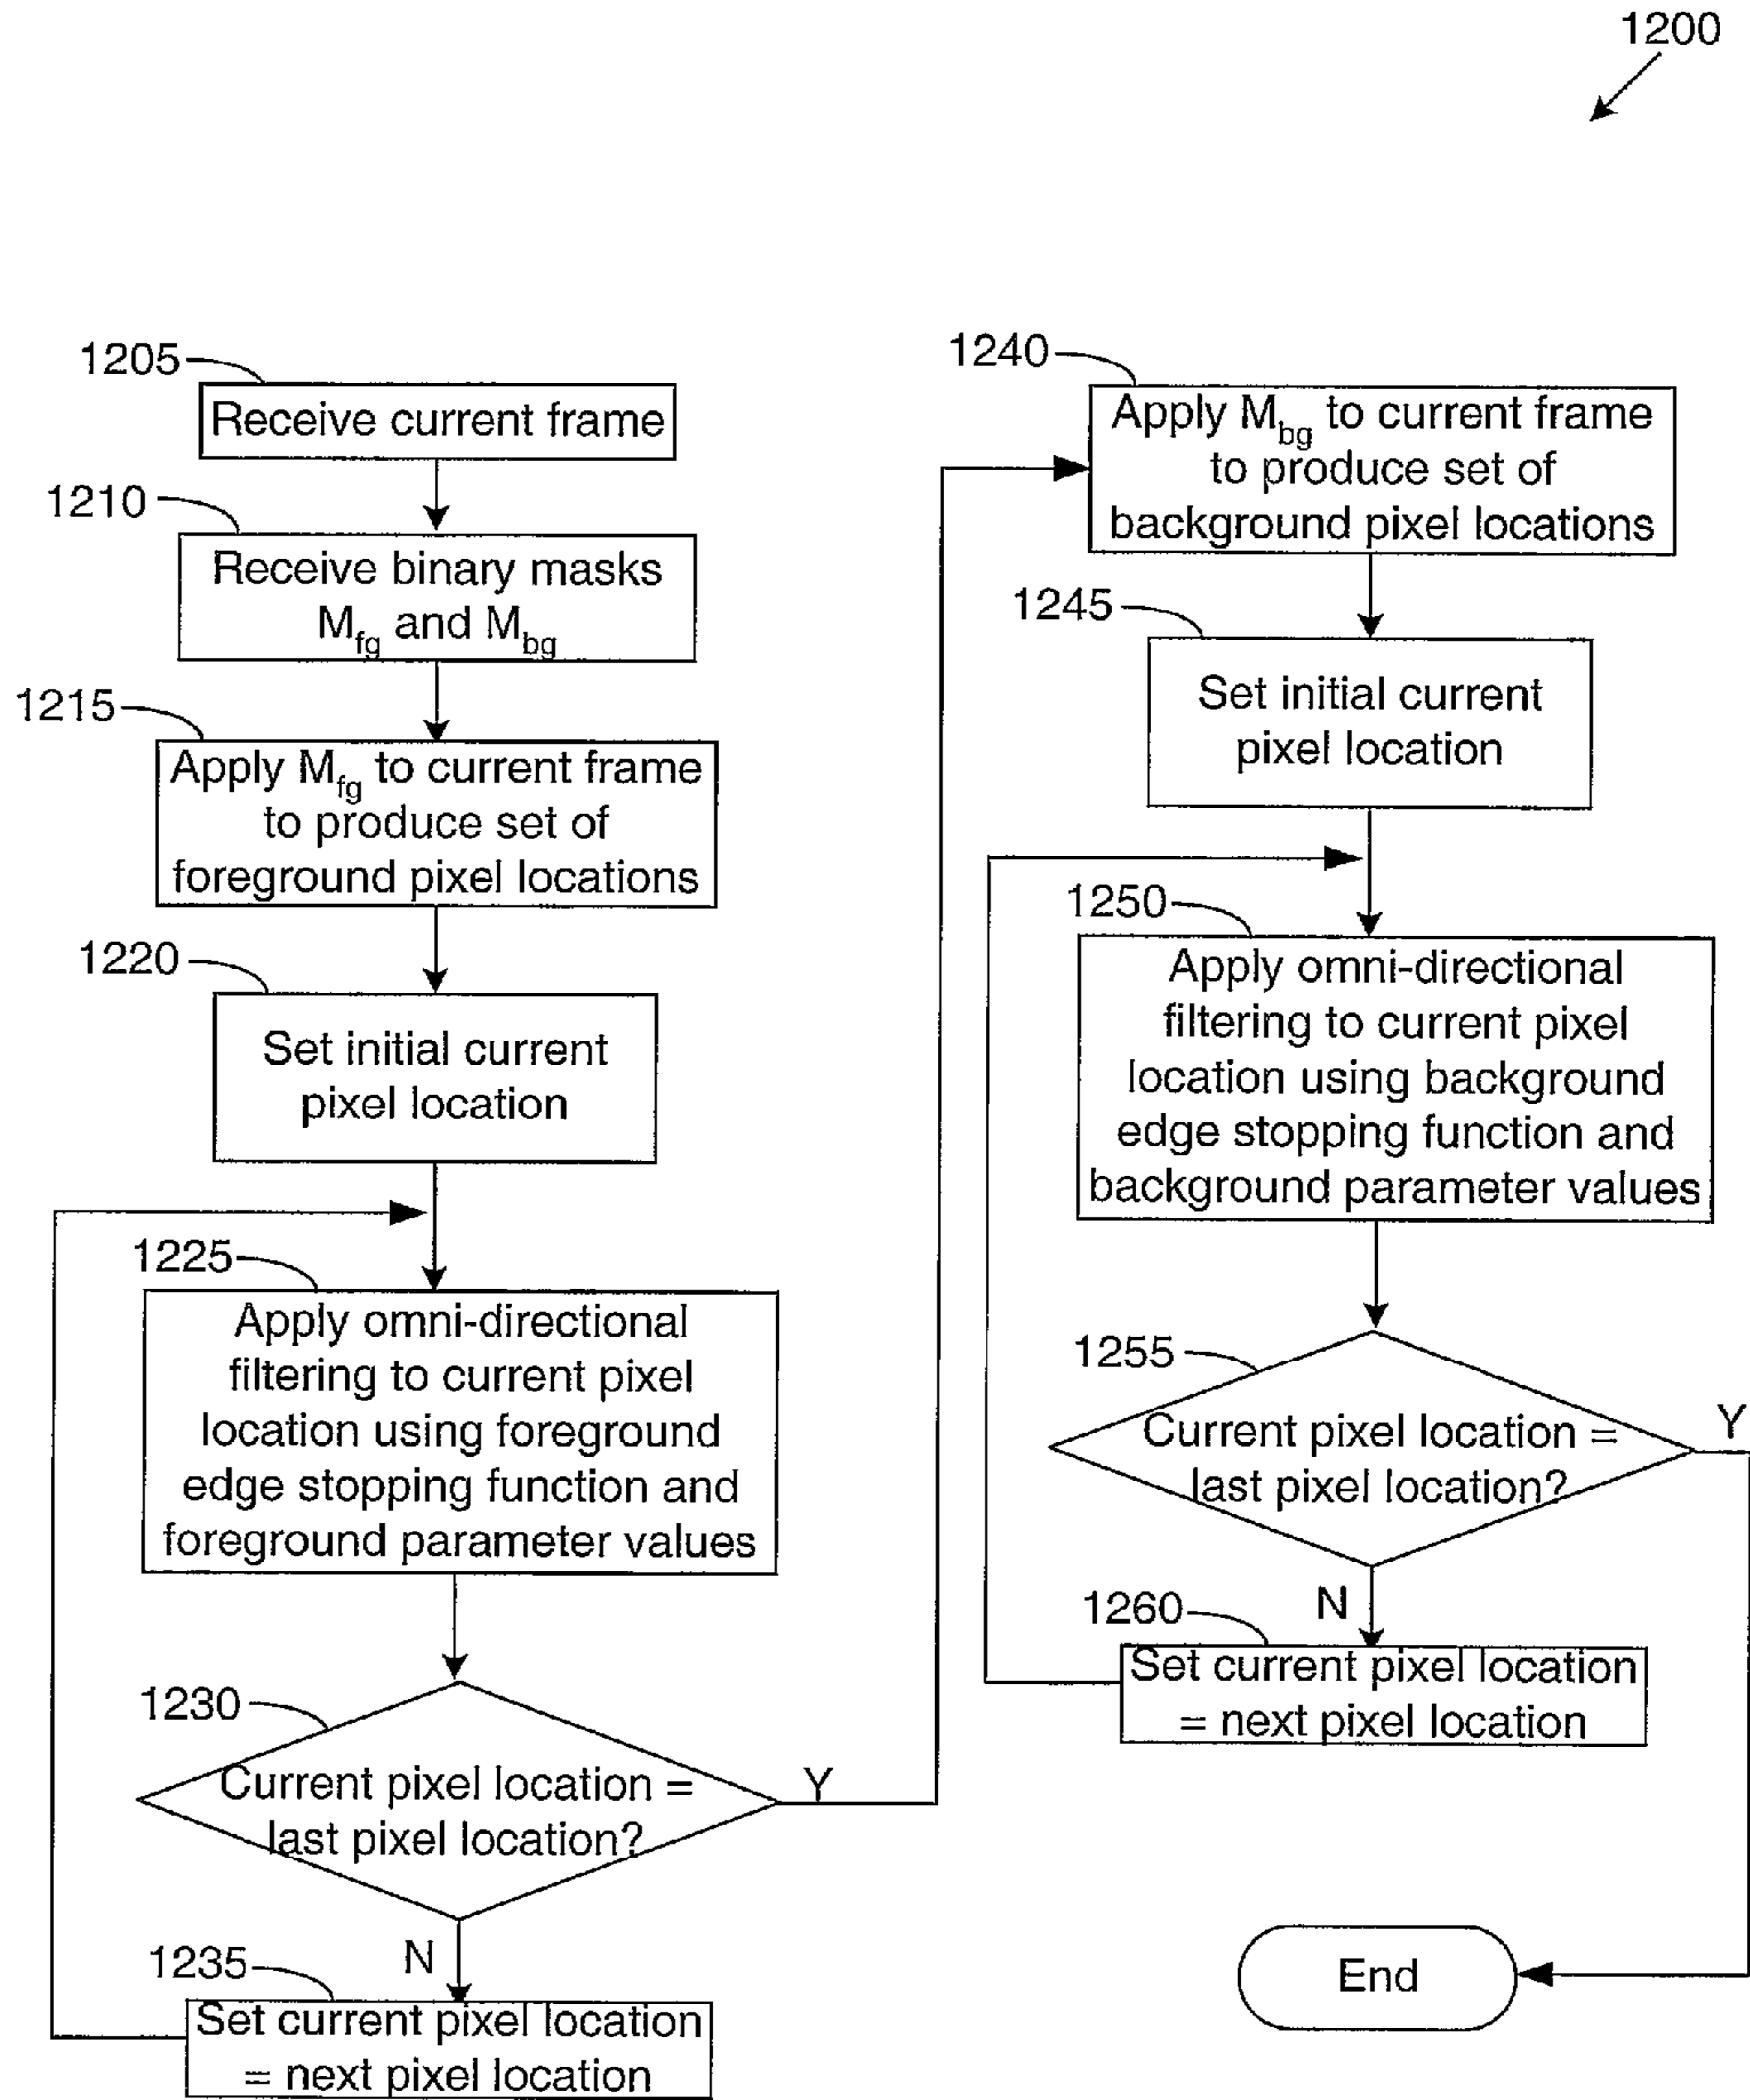 1200
1205
Receive current frame
1210
Receive binary masks
Mfg and Mbg
1215
Apply Mfg to current frame
to produce set of
foreground pixel locations
1220
Set initial current
pixel location
1225
Apply omni-directional
filtering to current pixel
location using foreground
edge stopping function and
foreground parameter values
1230
Current pixel location =
last pixel location?
Y
N
1235
Set current pixel location
= next pixel location
1240
Apply Mbg to current frame
to produce set of
background pixel locations
1245
Set initial current
pixel location
1250
Apply omni-directional
filtering to current pixel
location using background
edge stopping function and
background parameter values
1255
Current pixel location =
last pixel location?
Y
N
1260
Set current pixel location
= next pixel location
End